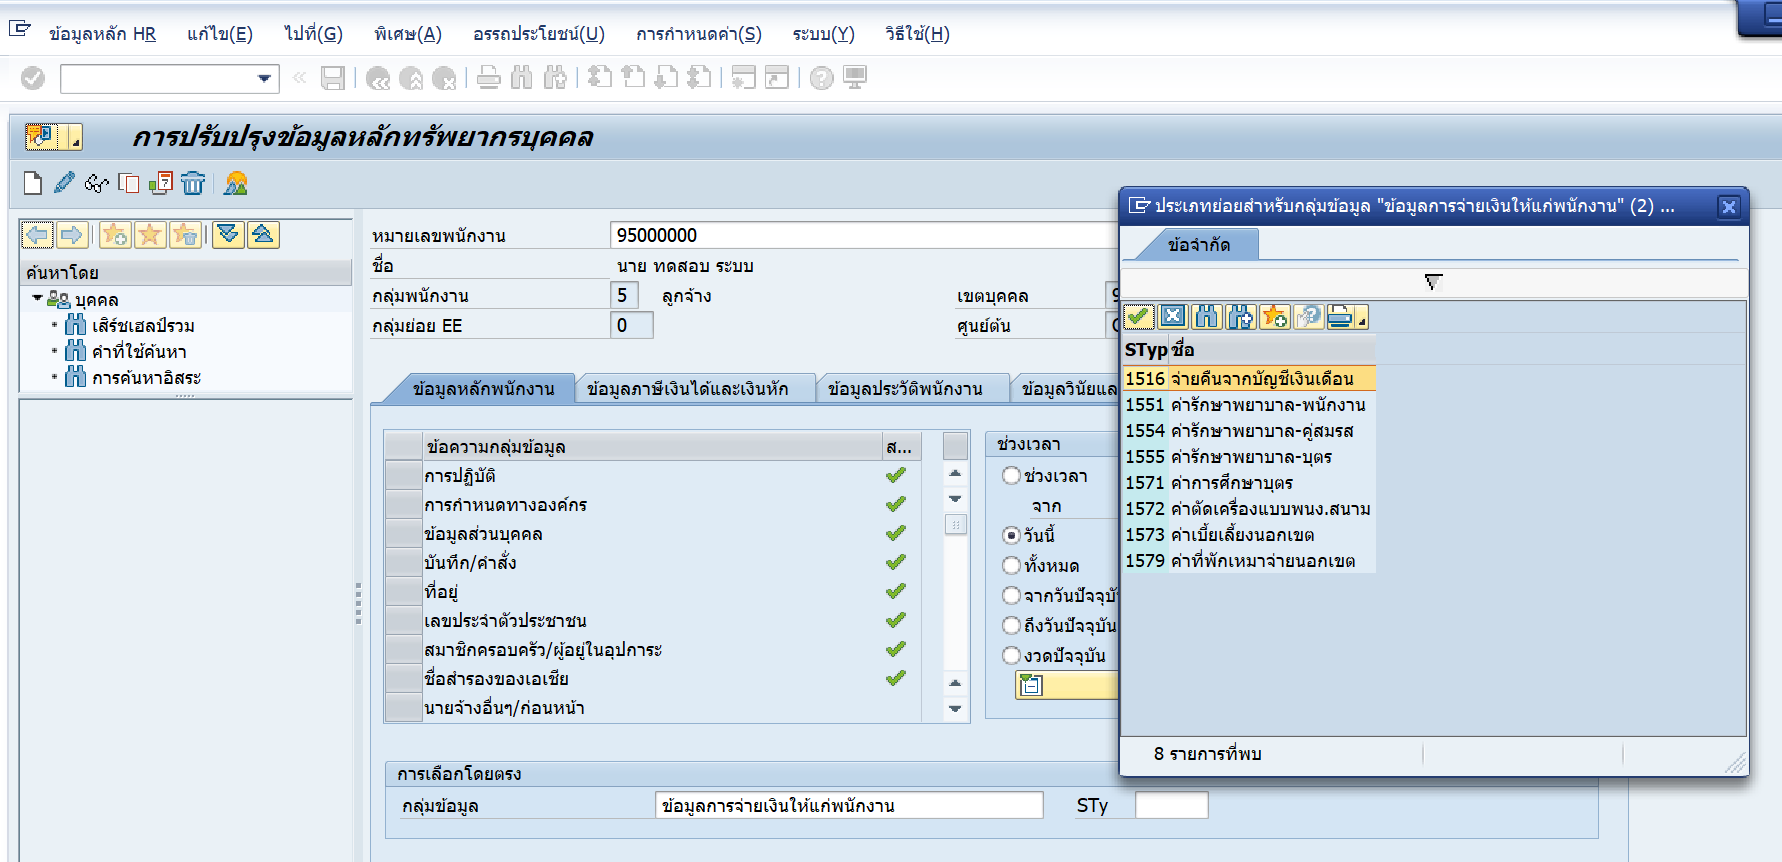 ข้อมูลหลัก HR แก้ไข(E) ไปที่(G) พิเศษ(A) อรรถประโยชน์(U) การกำหนดค่า(S) ระบบ(Y) วิธีใช้(H)
การปรับปรุงข้อมูลหลักทรัพยากรบุคคล
ค้นหาโดย
บุคคล
เสิร์ชเฮลป์รวม
คำที่ใช้ค้นหา
การค้นหาอิสระ
หมายเลขพนักงาน 95000000
ชื่อ นาย ทดสอบ ระบบ
กลุ่มพนักงาน 5 ลูกจ้าง เขตบุคคล 9
กลุ่มย่อย EE 0 ศูนย์ต้น
ข้อมูลหลักพนักงาน ข้อมูลภาษีเงินได้และเงินหัก ข้อมูลประวัติพนักงาน ข้อมูลวินัยแล
ข้อความกลุ่มข้อมูล ส...
การปฏิบัติ
การกำหนดทางองค์กร
ข้อมูลส่วนบุคคล
บันทึก/คำสั่ง
ที่อยู่
เลขประจำตัวประชาชน
สมาชิกครอบครัว/ผู้อยู่ในอุปการะ
ชื่อสำรองของเอเชีย
นายจ้างอื่นๆ/ก่อนหน้า
ช่วงเวลา
ช่วงเวลา
จาก
วันนี้
ทั้งหมด
จากวันปัจจุบั
ถึงวันปัจจุบัน
งวดปัจจุบัน
การเลือกโดยตรง
กลุ่มข้อมูล ข้อมูลการจ่ายเงินให้แก่พนักงาน STy
ประเภทย่อยสำหรับกลุ่มข้อมูล "ข้อมูลการจ่ายเงินให้แก่พนักงาน" (2) ...
ข้อจำกัด
STyp ชื่อ
1516 จ่ายคืนจากบัญชีเงินเดือน
1551 ค่ารักษาพยาบาล-พนักงาน
1554 ค่ารักษาพยาบาล-คู่สมรส
1555 ค่ารักษาพยาบาล-บุตร
1571 ค่าการศึกษาบุตร
1572 ค่าตัดเครื่องแบบพนง.สนาม
1573 ค่าเบี้ยเลี้ยงนอกเขต
1579 ค่าที่พักเหมาจ่ายนอกเขต
8 รายการที่พบ